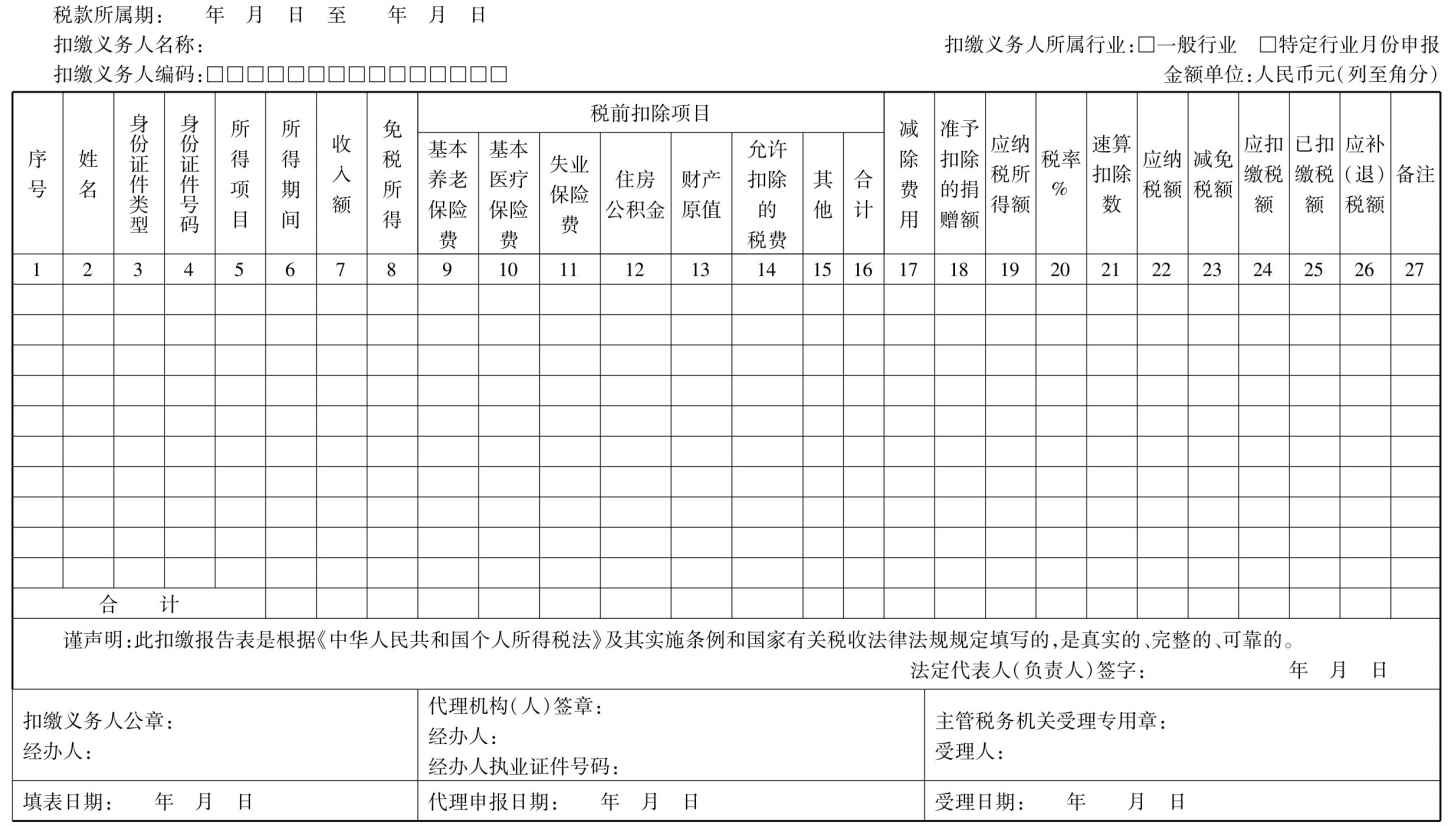 税款所属期： 年 月 日 至 年 月 日
扣缴义务人名称： 扣缴义务人所属行业:□一般行业 □特定行业月份申报
扣缴义务人编码:□□□□□□□□□□□□□□□ 金额单位:人民币元(列至角分)
序号 姓名 身份证件类型 身份证件号码 所得项目 所得期间 收入额 免税所得 税前扣除项目 减除费用 准予扣除的捐赠额 应纳税所得额 税率% 速算扣除数 应纳税额 减免税额 应扣缴税额 已扣缴税额 应补(退)税额 备注
基本养老保险费 基本医疗保险费 失业保险费 住房公积金 财产原值 允许扣除的税费 其他 合计
1 2 3 4 5 6 7 8 9 10 11 12 13 14 15 16 17 18 19 20 21 22 23 24 25 26 27
合 计
谨声明:此扣缴报告表是根据《中华人民共和国个人所得税法》及其实施条例和国家有关税收法律法规规定填写的,是真实的、完整的、可靠的。
法定代表人(负责人)签字： 年 月 日
扣缴义务人公章：
经办人：
代理机构(人)签章：
经办人：
经办人执业证件号码：
主管税务机关受理专用章：
受理人：
填表日期： 年 月 日
代理申报日期： 年 月 日
受理日期： 年 月 日